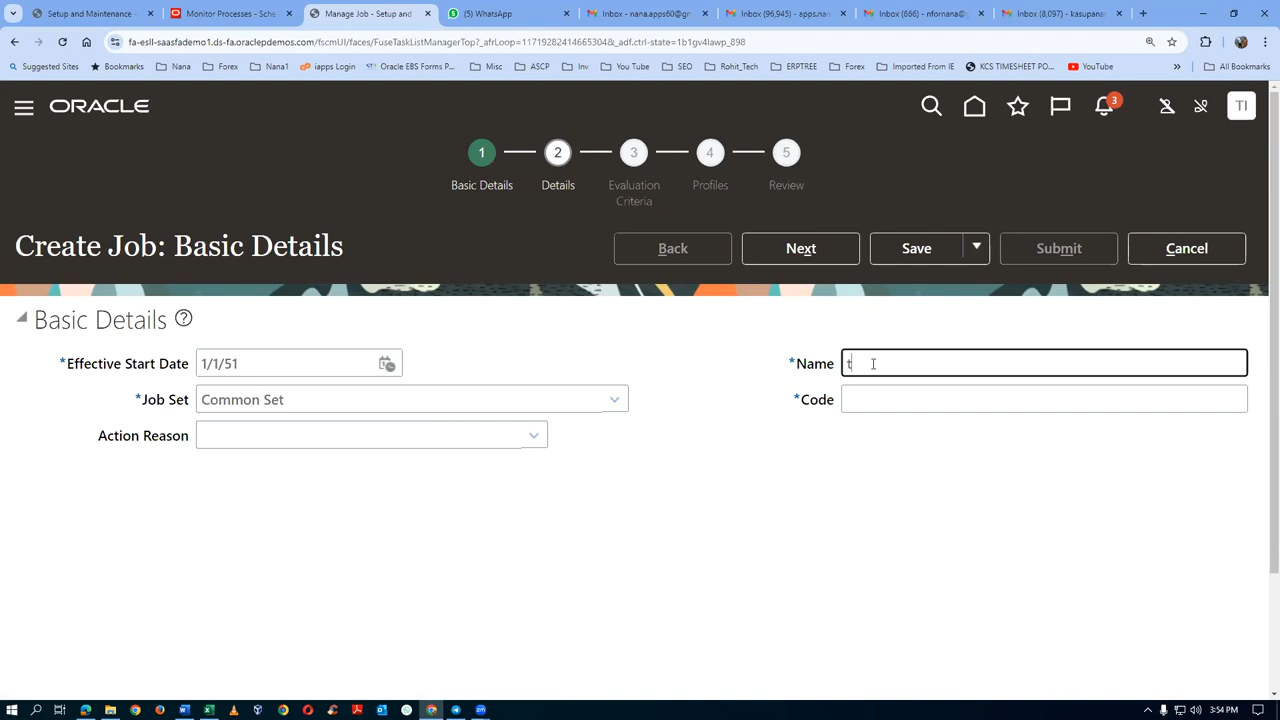 Setup and Maintenance -
Monitor Processes - Sche
Manage Job - Setup and
(5) WhatsApp
Inbox - nana.apps60@gr
Inbox (96,945) - apps.nan
Inbox (666) - nfornana@g
Inbox (8,097) - kasupana
fa-esll-saasfademo1.ds-fa.oraclepdemos.com/fscmUI/faces/FuseTaskListManagerTop?_afrLoop=117192824146653048&_adf.ctrl-state=1b1gv4lawp_898
Suggested Sites
Bookmarks
Nana
Forex
Nana1
iapps Login
Oracle EBS Forms P...
Misc
ASCP
Inv
You Tube
SEO
Rohit_Tech
ERPTREE
Forex
Imported From IE
KCS TIMESHEET PO...
YouTube
»
All Bookmarks
ORACLE
3
TI
1
2
3
4
5
Basic Details
Details
Evaluation Criteria
Profiles
Review
Create Job: Basic Details
Back
Next
Save
Submit
Cancel
Basic Details ?
*Effective Start Date 1/1/51
*Name t
*Job Set Common Set
*Code
Action Reason
3:54 PM